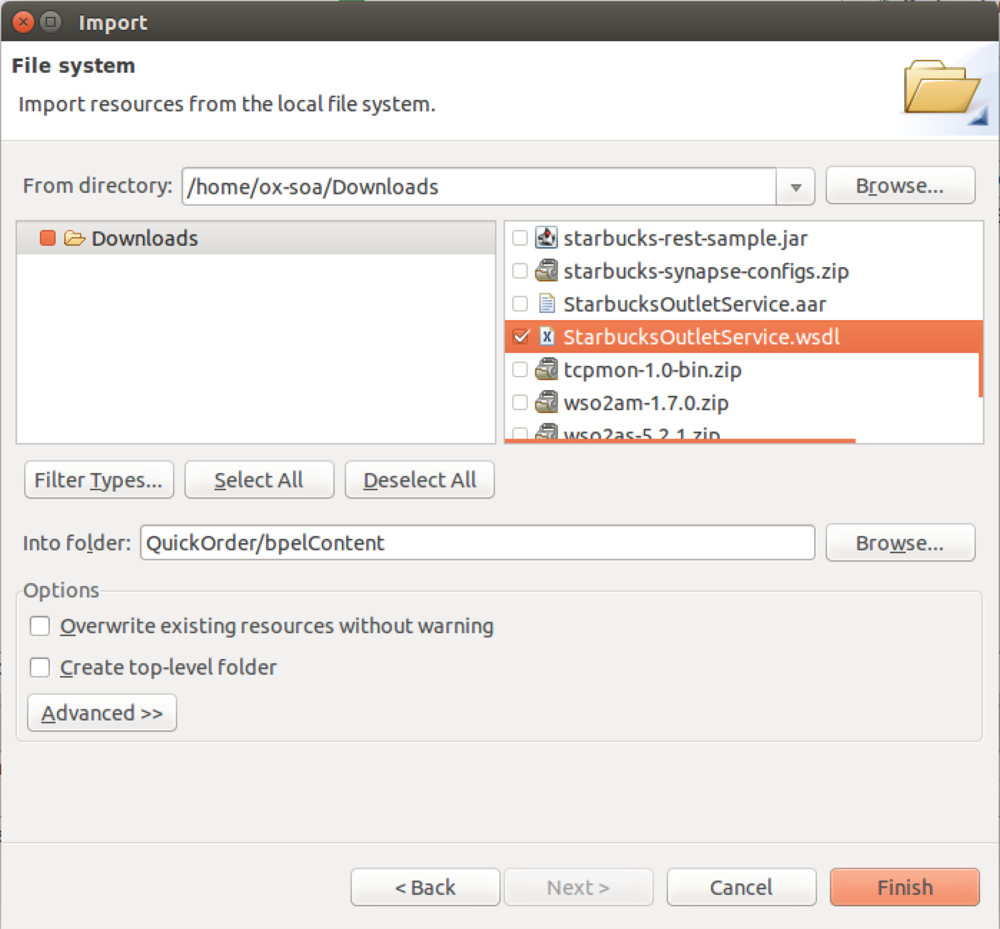 Import
File system
Import resources from the local file system.
From directory: /home/ox-soa/Downloads Browse...
Downloads
starbucks-rest-sample.jar
starbucks-synapse-configs.zip
StarbucksOutletService.aar
StarbucksOutletService.wsdl
tcpmon-1.0-bin.zip
wso2am-1.7.0.zip
wso2as-5.2.1.zip
Filter Types... Select All Deselect All
Into folder: QuickOrder/bpelContent Browse...
Options
Overwrite existing resources without warning
Create top-level folder
Advanced >>
< Back Next > Cancel Finish